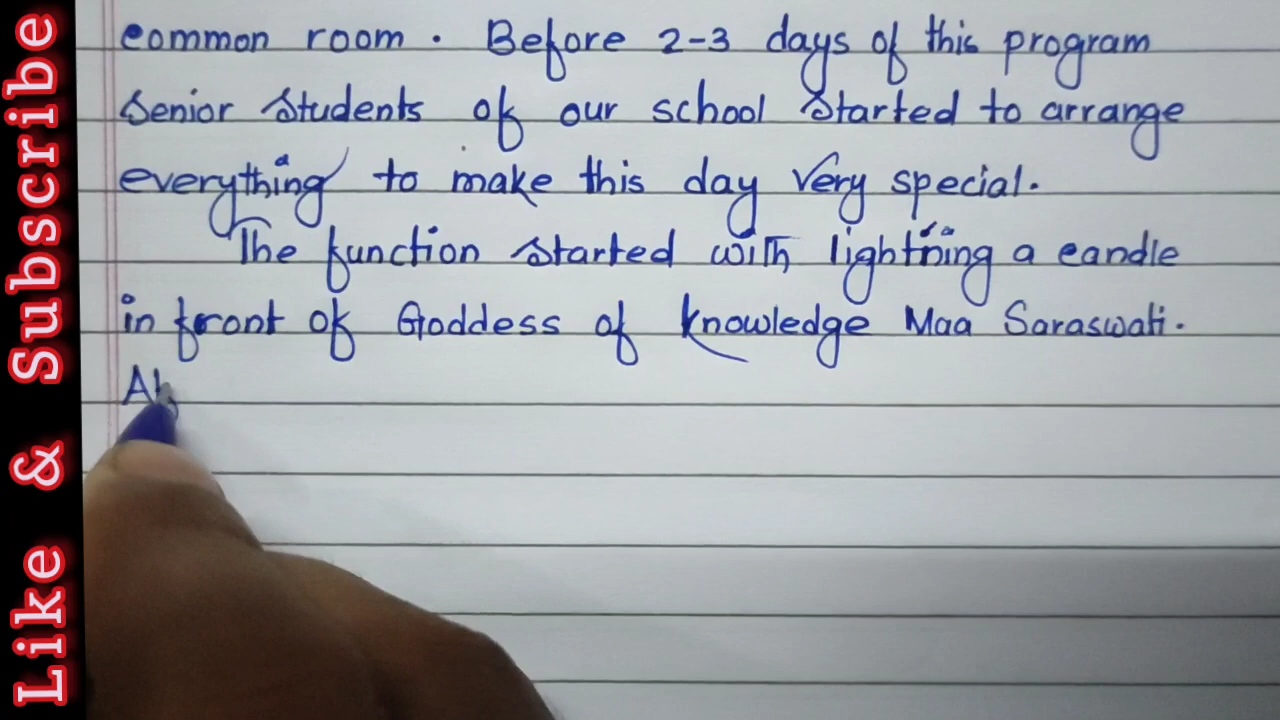 Like & Subscribe
common room. Before 2-3 days of this program
senior students of our school started to arrange
everything to make this day very special.
The function started with lightning a candle
in front of Goddess of knowledge Maa Saraswati.